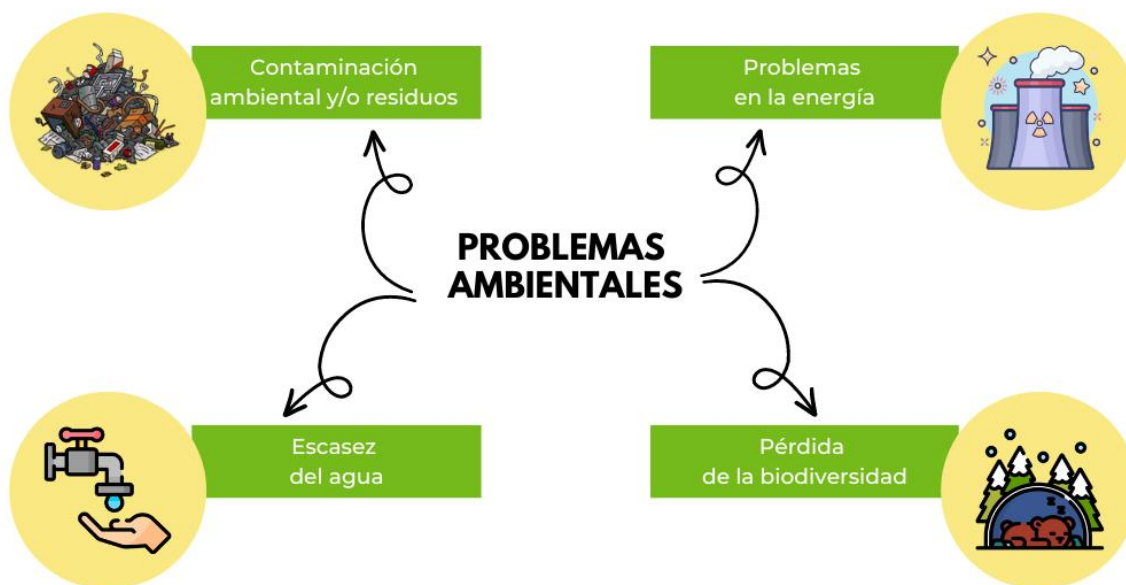 Contaminación
ambiental y/o residuos
Problemas
en la energía
PROBLEMAS
AMBIENTALES
Escasez
del agua
Pérdida
de la biodiversidad